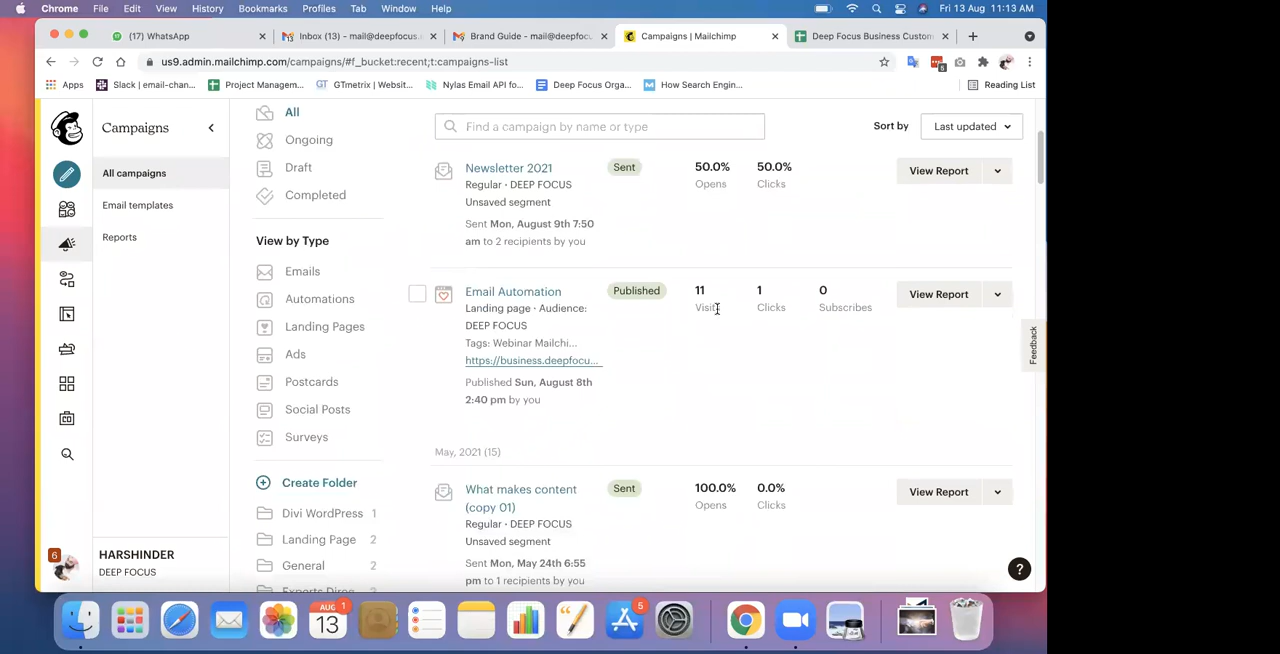 Chrome File Edit View History Bookmarks Profiles Tab Window Help Fri 13 Aug 11:13 AM
(17) WhatsApp Inbox (13) - mail@deepfocus. Brand Guide - mail@deepfoc Campaigns | Mailchimp Deep Focus Business Custom
us9.admin.mailchimp.com/campaigns/#f_bucket:recent;t:campaigns-list
6
Apps Slack | email-chan... Project Managem... GTmetrix | Websit... Nylas Email API fo... Deep Focus Orga... How Search Engin... Reading List
Campaigns
All campaigns
Email templates
Reports
HARSHINDER
DEEP FOCUS
6
All
Ongoing
Draft
Completed
View by Type
Emails
Automations
Landing Pages
Ads
Postcards
Social Posts
Surveys
Create Folder
Divi WordPress 1
Landing Page 2
General 2
Find a campaign by name or type
Sort by Last updated
Newsletter 2021 Sent 50.0% 50.0% View Report
Regular · DEEP FOCUS Opens Clicks
Unsaved segment
Sent Mon, August 9th 7:50
am to 2 recipients by you
Email Automation Published 11 1 0 View Report
Landing page · Audience: Visits Clicks Subscribes
DEEP FOCUS
Tags: Webinar Mailchi...
https://business.deepfocu...
Published Sun, August 8th
2:40 pm by you
May, 2021 (15)
What makes content Sent 100.0% 0.0% View Report
(copy 01) Opens Clicks
Regular · DEEP FOCUS
Unsaved segment
Sent Mon, May 24th 6:55
pm to 1 recipients by you
Feedback
?
AUG 1
13
5